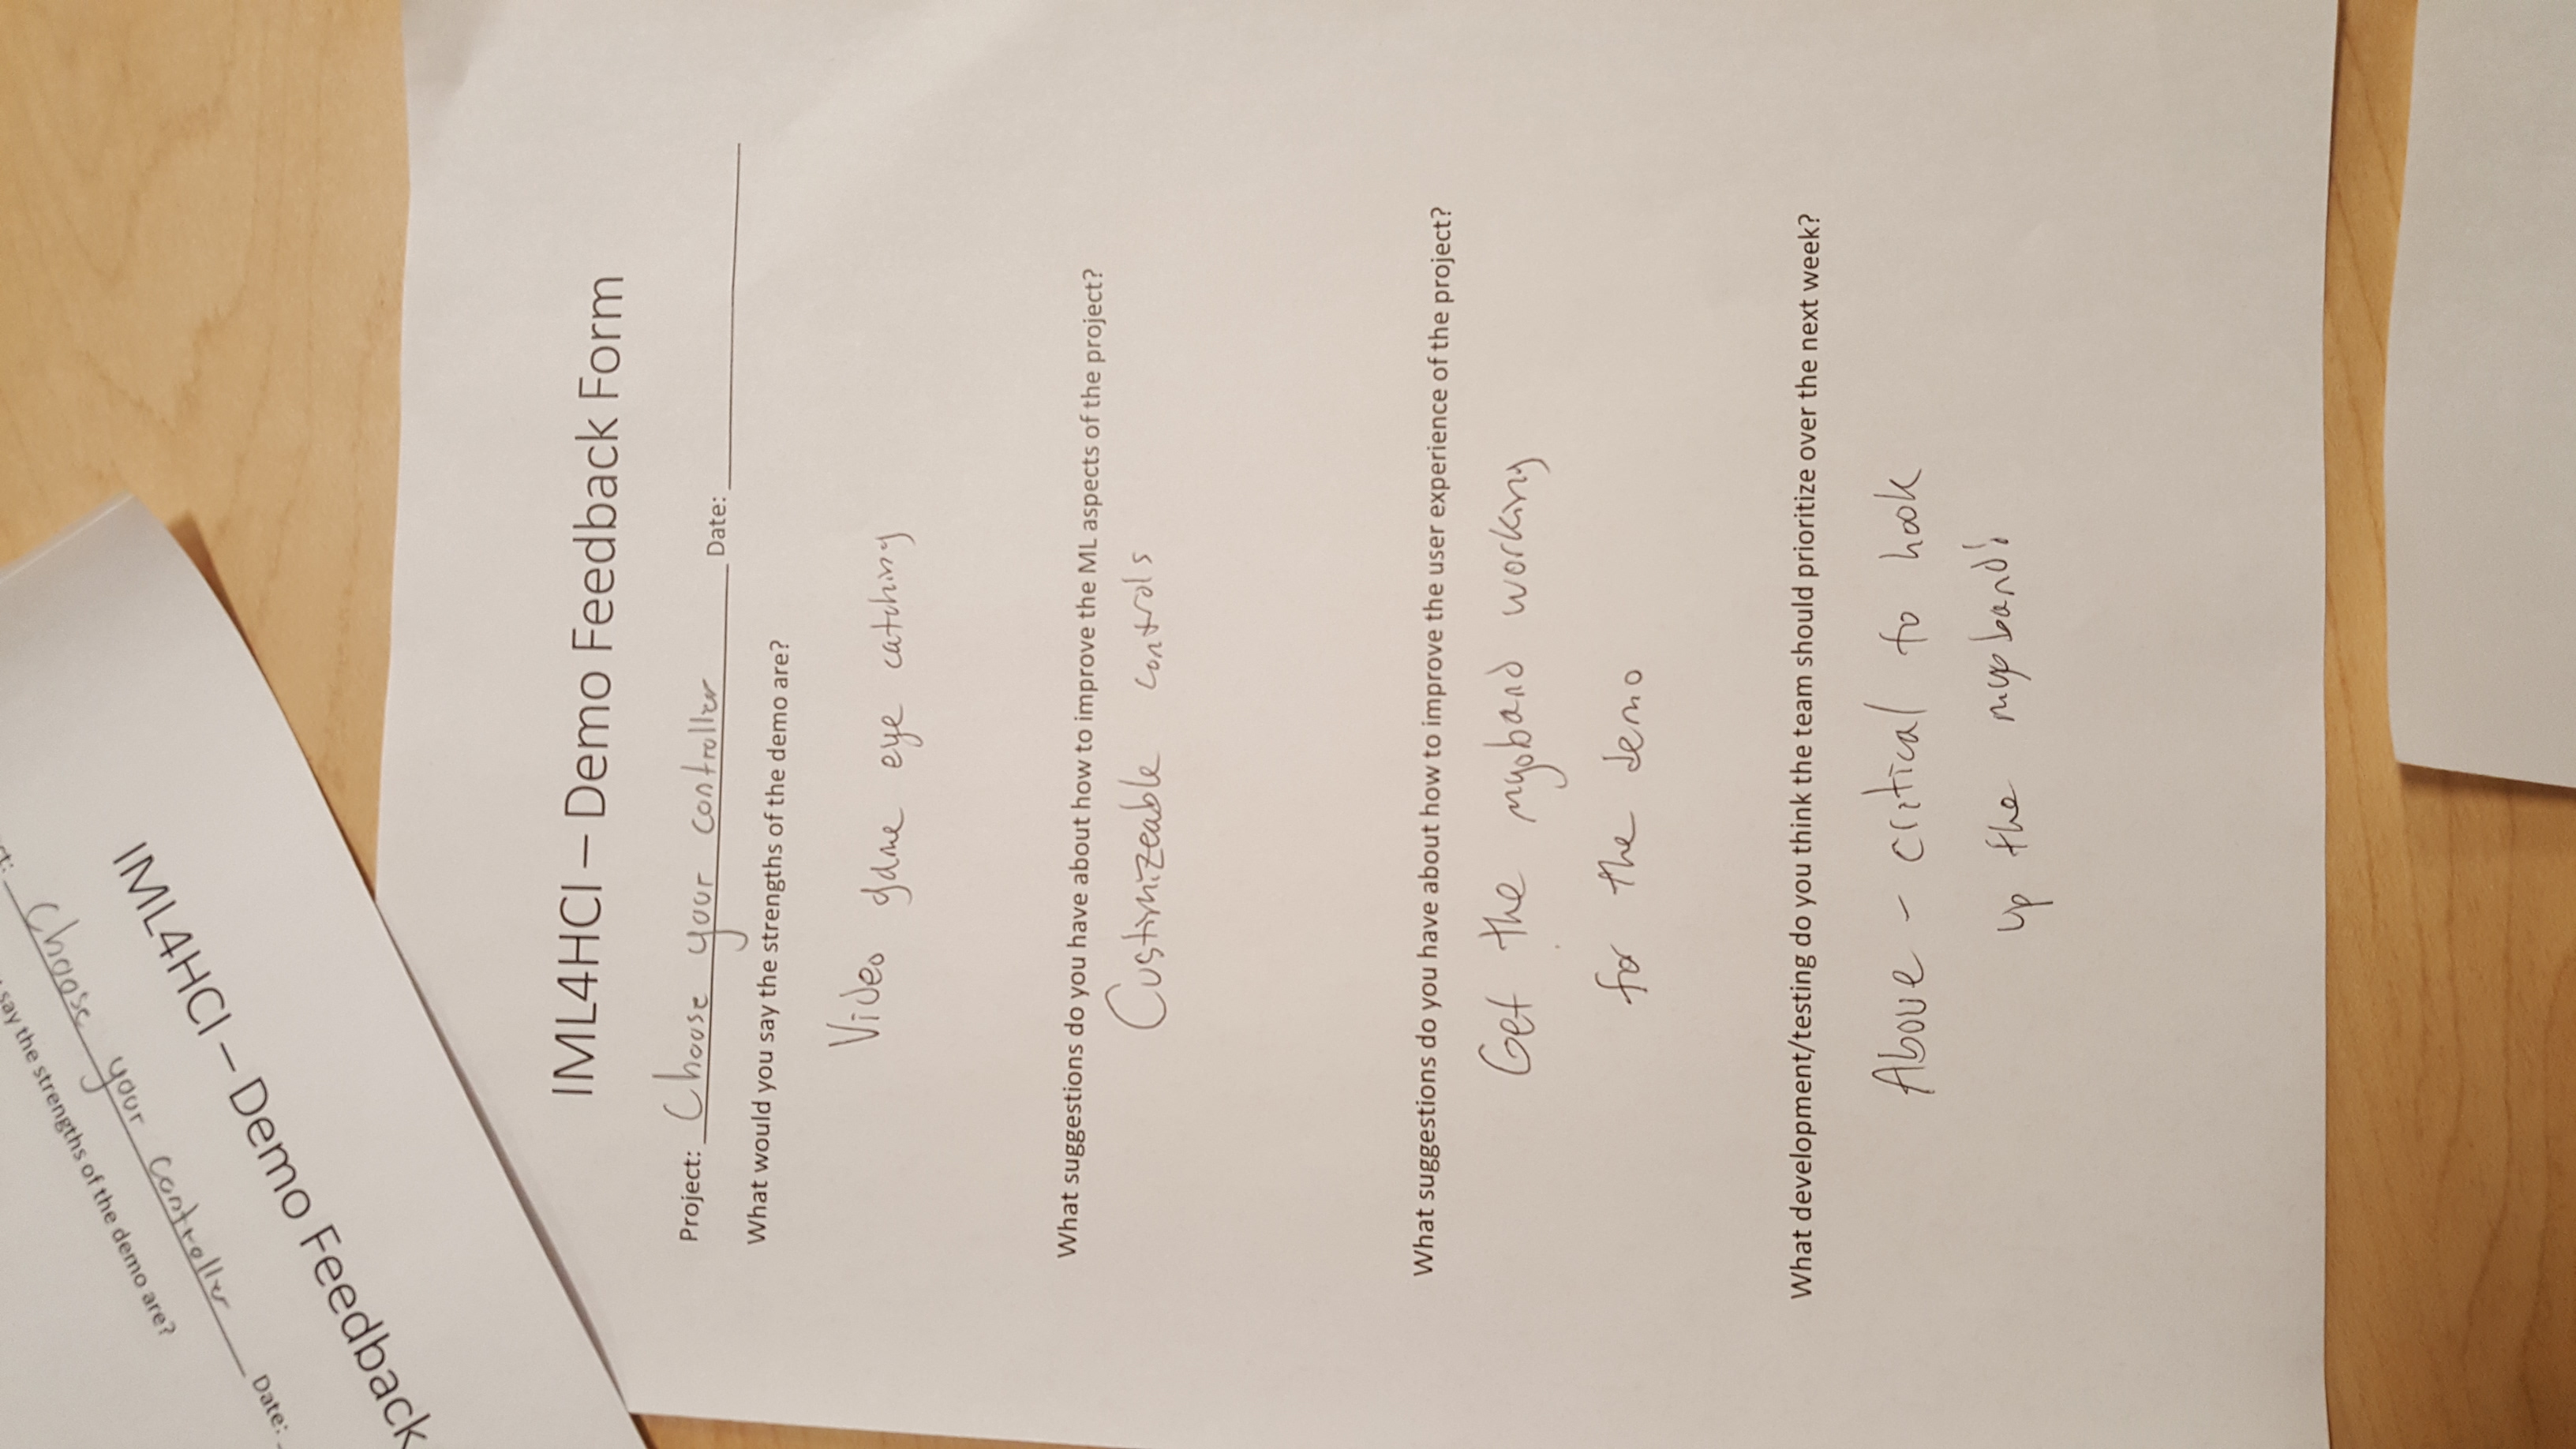 say the strengths of the demo are?
Choose your Controller
Date:
IML4HCI – Demo Feedback
IML4HCI – Demo Feedback Form
Project: Choose your controller Date:
What would you say the strengths of the demo are?
Video game eye catching
What suggestions do you have about how to improve the ML aspects of the project?
Custimizeable controls
What suggestions do you have about how to improve the user experience of the project?
Get the myoband working
for the demo
What development/testing do you think the team should prioritize over the next week?
Above – critical to hook
up the myoband!